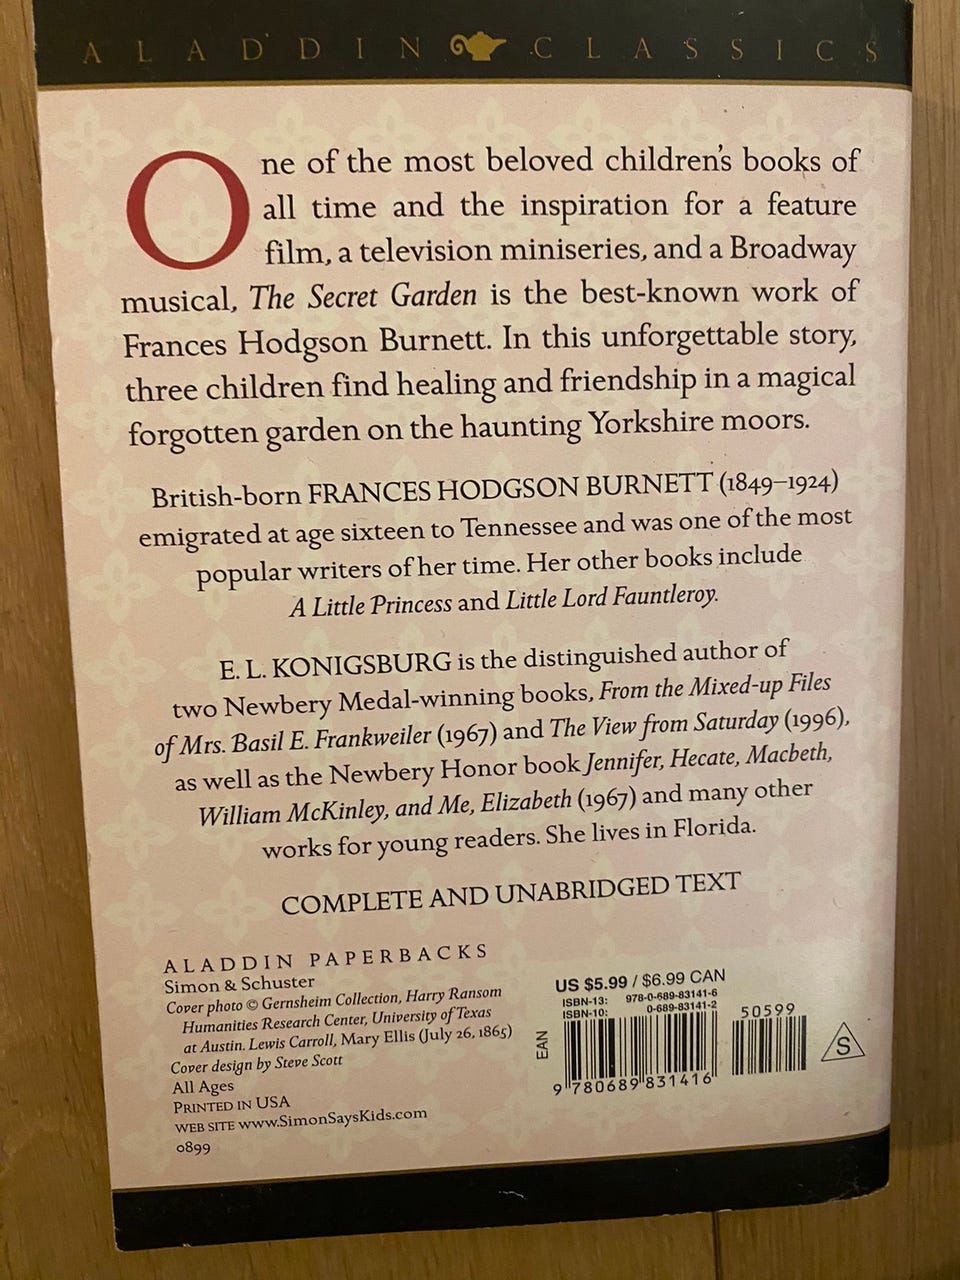 ALADDIN CLASSICS
One of the most beloved children's books of
all time and the inspiration for a feature
film, a television miniseries, and a Broadway
musical, The Secret Garden is the best-known work of
Frances Hodgson Burnett. In this unforgettable story,
three children find healing and friendship in a magical
forgotten garden on the haunting Yorkshire moors.
British-born FRANCES HODGSON BURNETT (1849–1924)
emigrated at age sixteen to Tennessee and was one of the most
popular writers of her time. Her other books include
A Little Princess and Little Lord Fauntleroy.
E. L. KONIGSBURG is the distinguished author of
two Newbery Medal-winning books, From the Mixed-up Files
of Mrs. Basil E. Frankweiler (1967) and The View from Saturday (1996),
as well as the Newbery Honor book Jennifer, Hecate, Macbeth,
William McKinley, and Me, Elizabeth (1967) and many other
works for young readers. She lives in Florida.
COMPLETE AND UNABRIDGED TEXT
ALADDIN PAPERBACKS
Simon & Schuster
Cover photo © Gernsheim Collection, Harry Ransom
Humanities Research Center, University of Texas
at Austin. Lewis Carroll, Mary Ellis (July 26, 1865)
Cover design by Steve Scott
All Ages
PRINTED IN USA
WEB SITE www.SimonSaysKids.com
0899
US $5.99 / $6.99 CAN
ISBN-13: 978-0-689-83141-6
ISBN-10: 0-689-83141-2
50599
EAN
9 780689 831416
S